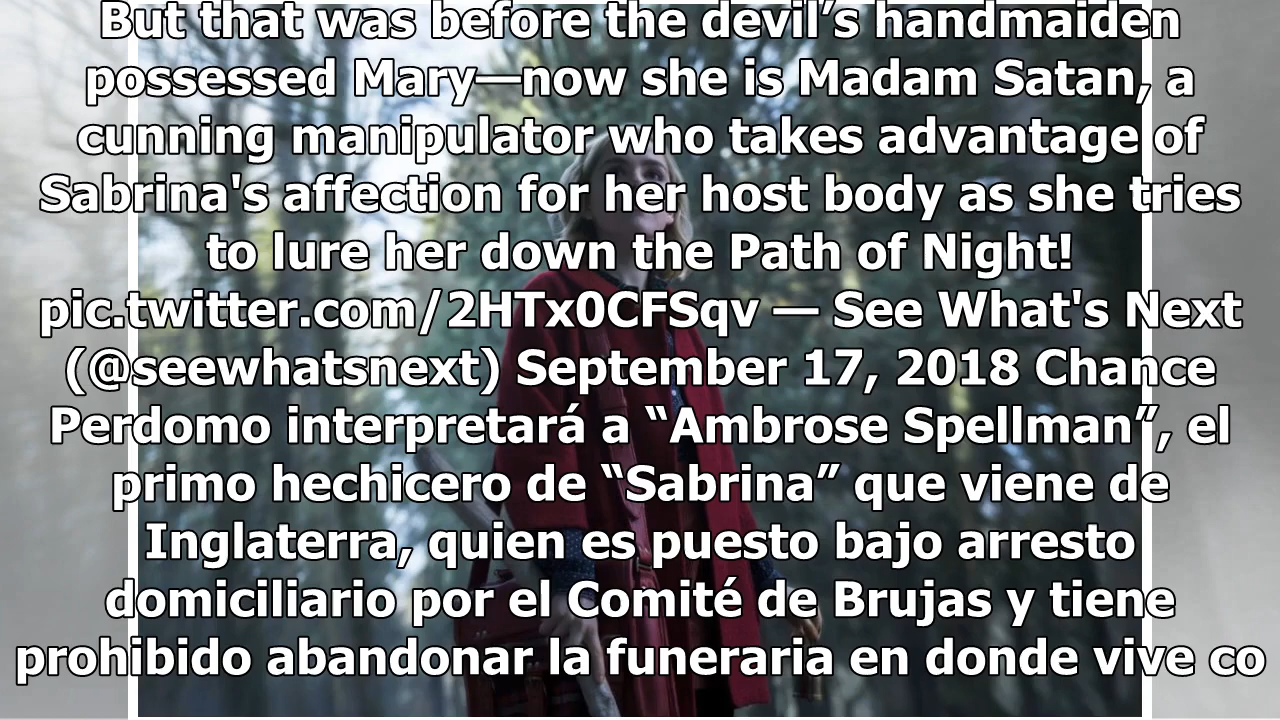 But that was before the devil’s handmaiden
possessed Mary—now she is Madam Satan, a
cunning manipulator who takes advantage of
Sabrina's affection for her host body as she tries
to lure her down the Path of Night!
pic.twitter.com/2HTx0CFSqv — See What's Next
(@seewhatsnext) September 17, 2018 Chance
Perdomo interpretará a “Ambrose Spellman”, el
primo hechicero de “Sabrina” que viene de
Inglaterra, quien es puesto bajo arresto
domiciliario por el Comité de Brujas y tiene
prohibido abandonar la funeraria en donde vive co